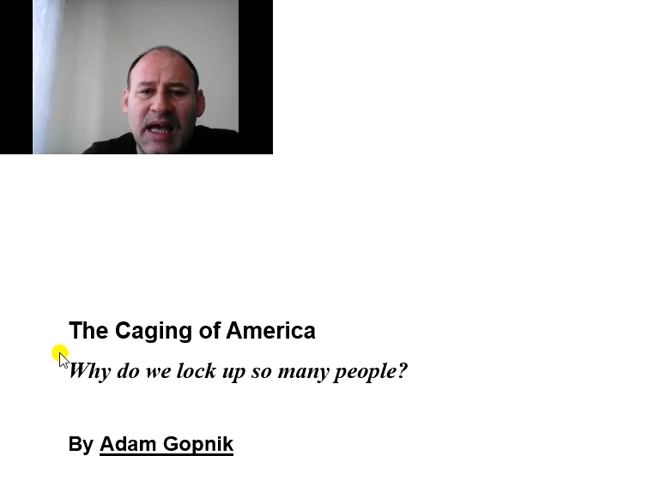 The Caging of America
Why do we lock up so many people?
By Adam Gopnik